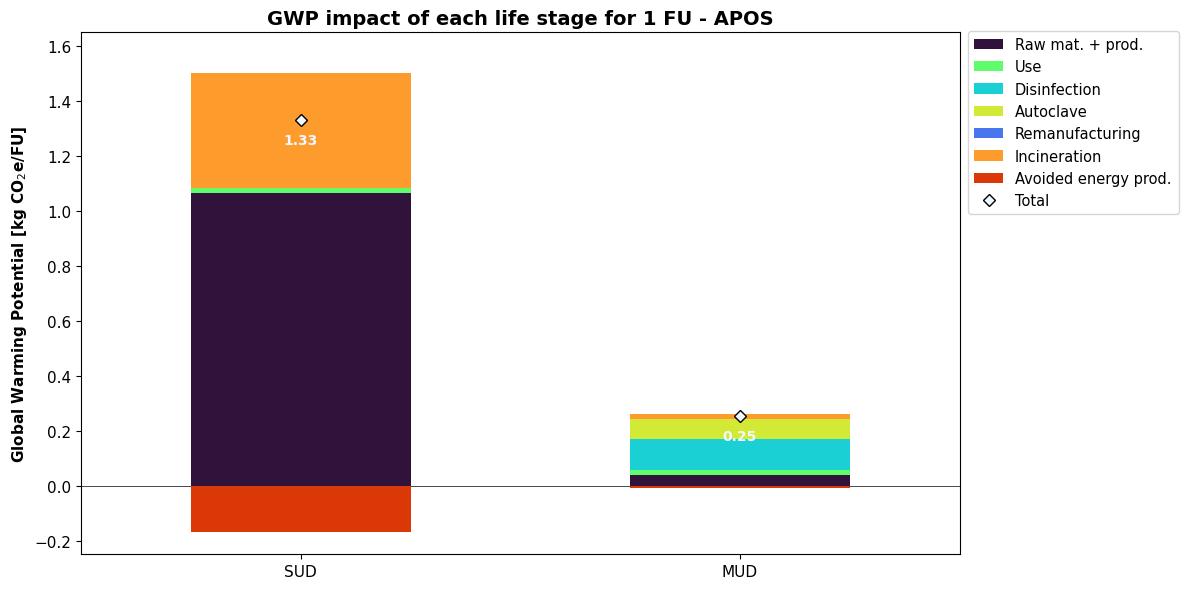 GWP impact of each life stage for 1 FU - APOS
Global Warming Potential [kg CO₂e/FU]
1.6
1.4
1.2
1.0
0.8
0.6
0.4
0.2
0.0
−0.2
1.33
0.25
SUD
MUD
Raw mat. + prod.
Use
Disinfection
Autoclave
Remanufacturing
Incineration
Avoided energy prod.
Total